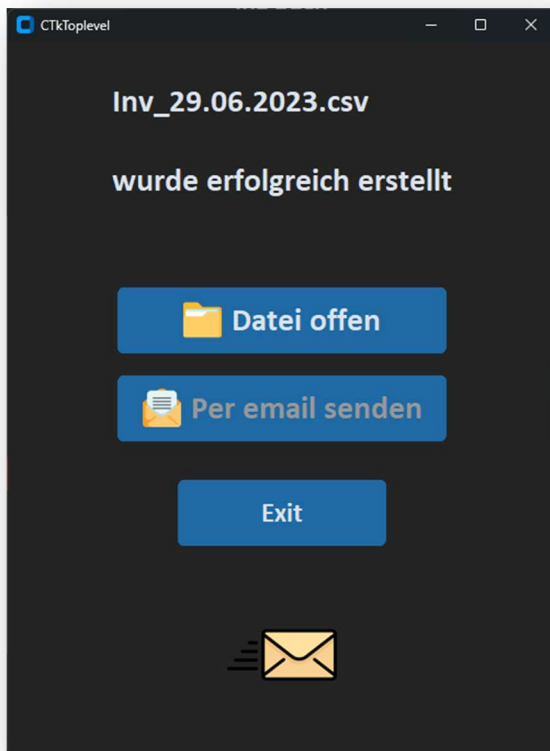 CTkToplevel
Inv_29.06.2023.csv
wurde erfolgreich erstellt
Datei offen
Per email senden
Exit